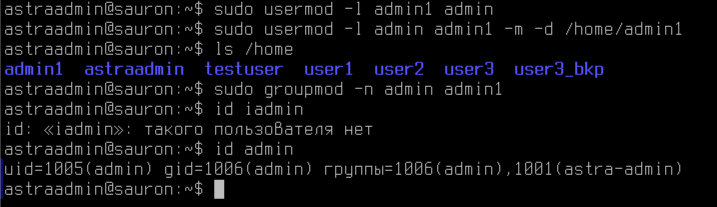 astraadmin@sauron:~$ sudo usermod -l admin1 admin
astraadmin@sauron:~$ sudo usermod -l admin admin1 -m -d /home/admin1
astraadmin@sauron:~$ ls /home
admin1 astraadmin testuser user1 user2 user3 user3_bkp
astraadmin@sauron:~$ sudo groupmod -n admin admin1
astraadmin@sauron:~$ id iadmin
id: «iadmin»: такого пользователя нет
astraadmin@sauron:~$ id admin
uid=1005(admin) gid=1006(admin) группы=1006(admin),1001(astra-admin)
astraadmin@sauron:~$